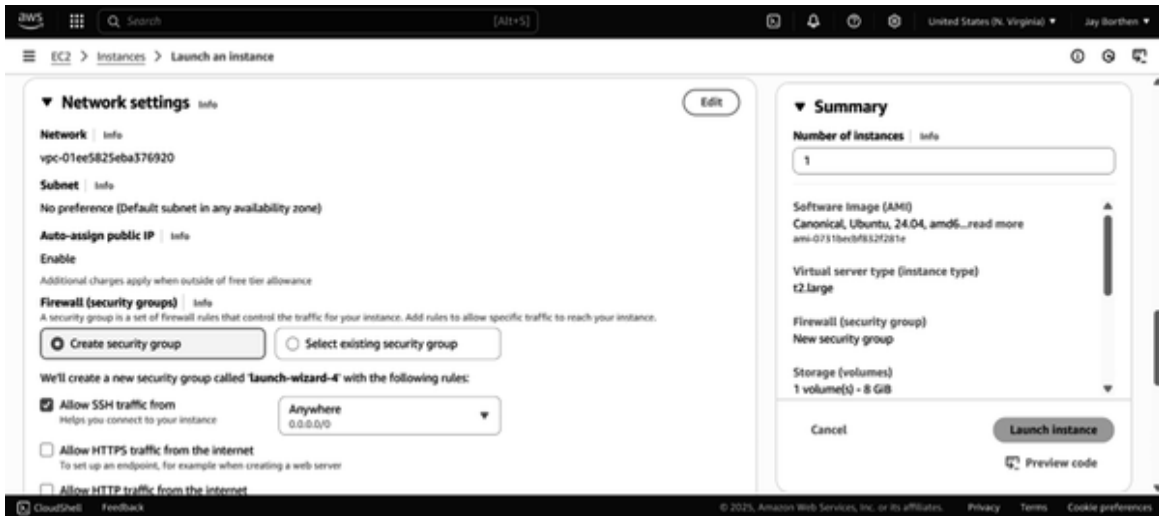 aws
Search
[Alt+S]
United States (N. Virginia)
Jay Borthen
EC2 > Instances > Launch an instance
Network settings Info
Edit
Network Info
vpc-01ee5825eba376920
Subnet Info
No preference (Default subnet in any availability zone)
Auto-assign public IP Info
Enable
Additional charges apply when outside of free tier allowance
Firewall (security groups) Info
A security group is a set of firewall rules that control the traffic for your instance. Add rules to allow specific traffic to reach your instance.
Create security group
Select existing security group
We'll create a new security group called 'launch-wizard-4' with the following rules:
Allow SSH traffic from
Helps you connect to your instance
Anywhere
0.0.0.0/0
Allow HTTPS traffic from the internet
To set up an endpoint, for example when creating a web server
Allow HTTP traffic from the internet
Summary
Number of instances Info
1
Software Image (AMI)
Canonical, Ubuntu, 24.04, amd6...read more
ami-0731becbf832f281e
Virtual server type (instance type)
t2.large
Firewall (security group)
New security group
Storage (volumes)
1 volume(s) - 8 GiB
Cancel
Launch instance
Preview code
CloudShell
Feedback
© 2025, Amazon Web Services, Inc. or its affiliates.
Privacy
Terms
Cookie preferences